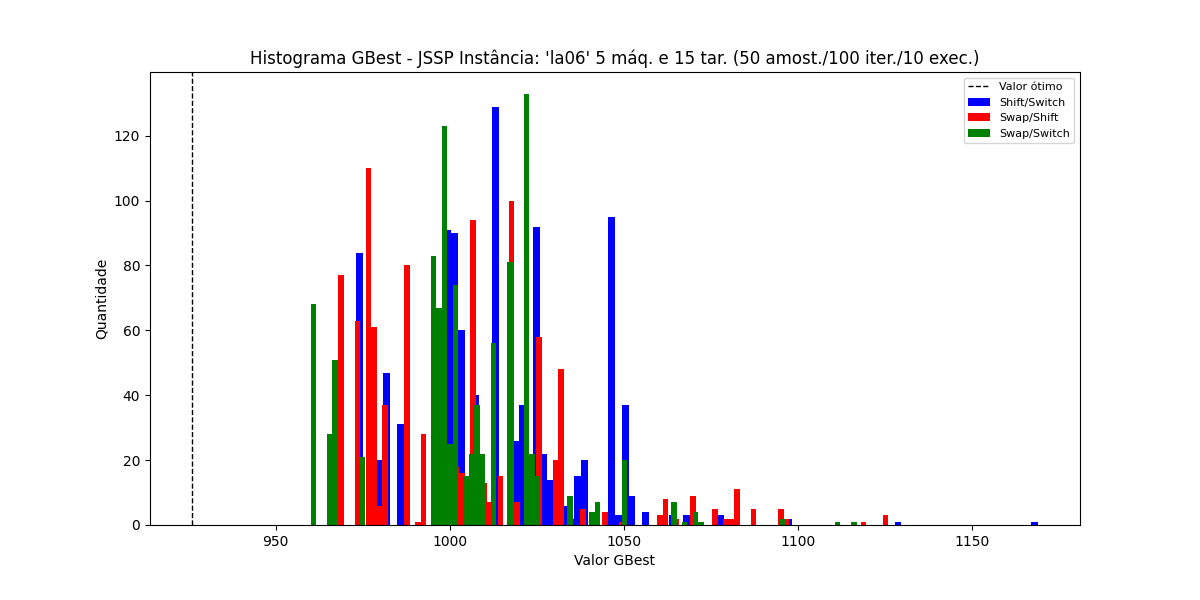 Histograma GBest - JSSP Instância: 'la06' 5 máq. e 15 tar. (50 amost./100 iter./10 exec.)
Valor ótimo
Shift/Switch
Swap/Shift
Swap/Switch
Quantidade
120
100
80
60
40
20
0
950
1000
1050
1100
1150
Valor GBest